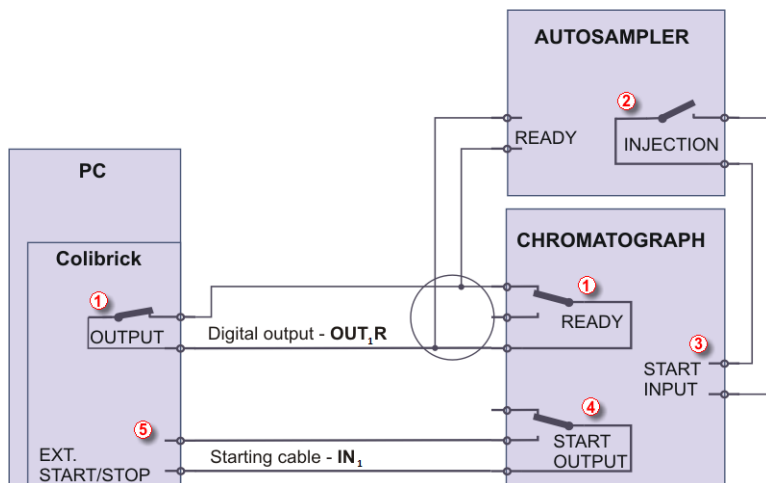 AUTOSAMPLER
2
READY
INJECTION
PC
CHROMATOGRAPH
Colibrick
1
1
OUTPUT
Digital output - OUT₁R
READY
3
START
INPUT
4
5
START
OUTPUT
EXT.
START/STOP
Starting cable - IN₁